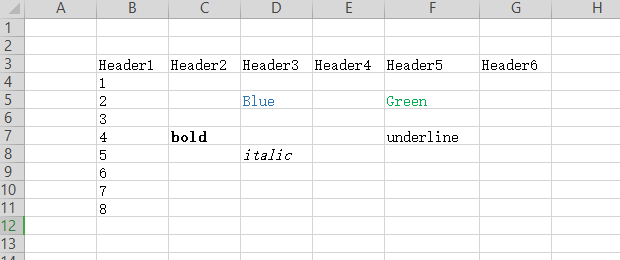 A B C D E F G H
1
2
3 Header1 Header2 Header3 Header4 Header5 Header6
4 1
5 2 Blue Green
6 3
7 4 bold underline
8 5 italic
9 6
10 7
11 8
12
13